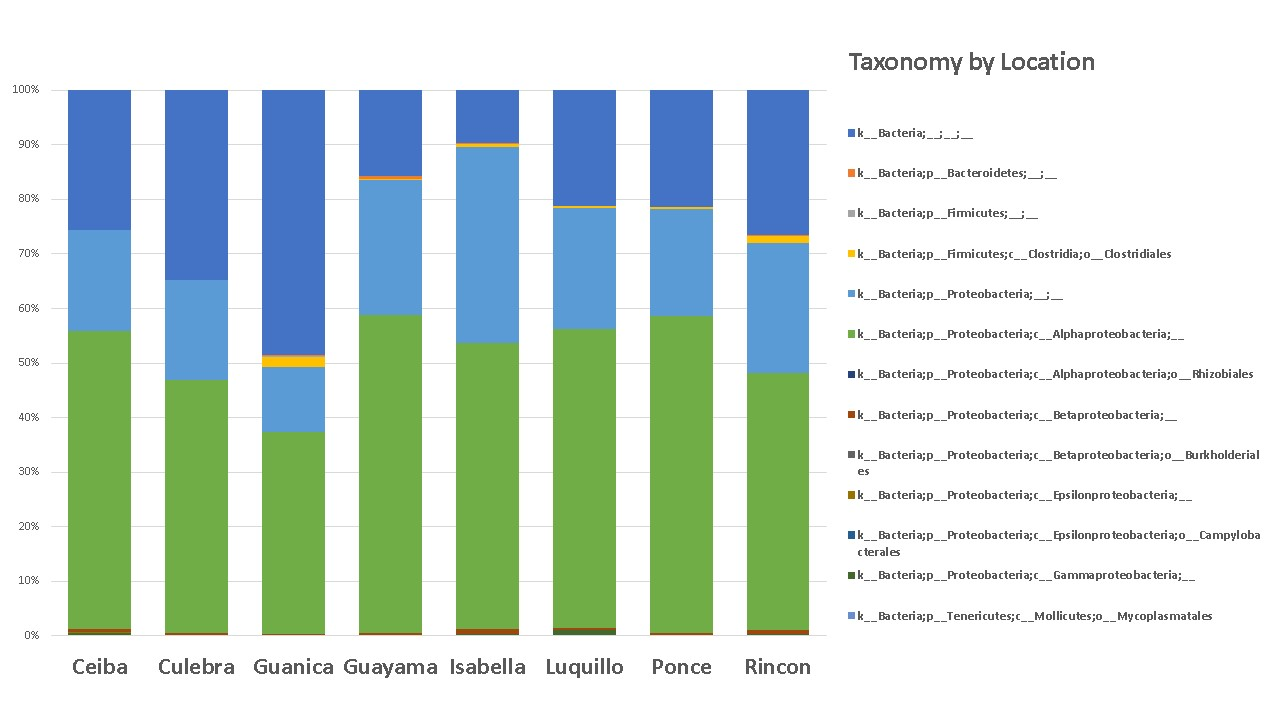 Taxonomy by Location
100%
90%
80%
70%
60%
50%
40%
30%
20%
10%
0%
Ceiba Culebra Guanica Guayama Isabella Luquillo Ponce Rincon
k__Bacteria;__;__;__
k__Bacteria;p__Bacteroidetes;__;__
k__Bacteria;p__Firmicutes;__;__
k__Bacteria;p__Firmicutes;c__Clostridia;o__Clostridiales
k__Bacteria;p__Proteobacteria;__;__
k__Bacteria;p__Proteobacteria;c__Alphaproteobacteria;__
k__Bacteria;p__Proteobacteria;c__Alphaproteobacteria;o__Rhizobiales
k__Bacteria;p__Proteobacteria;c__Betaproteobacteria;__
k__Bacteria;p__Proteobacteria;c__Betaproteobacteria;o__Burkholderial
es
k__Bacteria;p__Proteobacteria;c__Epsilonproteobacteria;__
k__Bacteria;p__Proteobacteria;c__Epsilonproteobacteria;o__Campyloba
cterales
k__Bacteria;p__Proteobacteria;c__Gammaproteobacteria;__
k__Bacteria;p__Tenericutes;c__Mollicutes;o__Mycoplasmatales